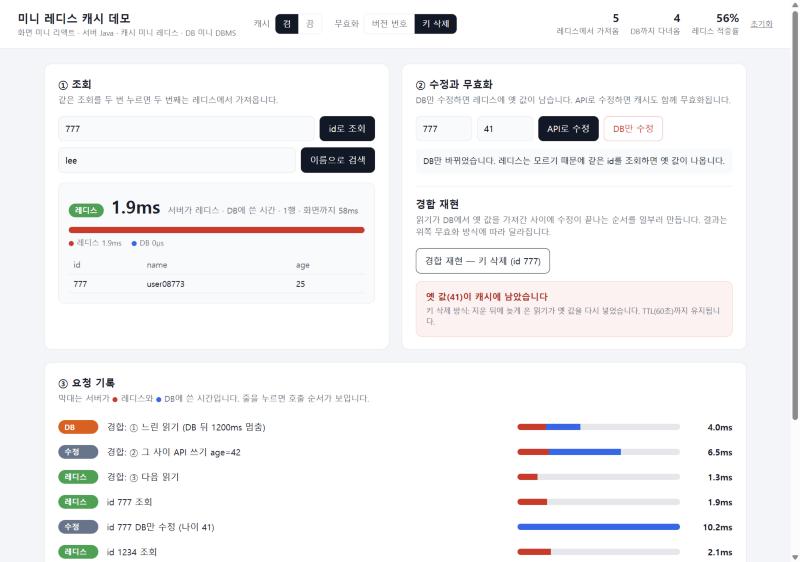 미니 레디스 캐시 데모
화면 미니 리액트 · 서버 Java · 캐시 미니 레디스 · DB 미니 DBMS
캐시 켬 끔 무효화 버전 번호 키 삭제
5 레디스에서 가져옴
4 DB까지 다녀옴
56% 레디스 적중률
초기화
① 조회
같은 조회를 두 번 누르면 두 번째는 레디스에서 가져옵니다.
777 id로 조회
lee 이름으로 검색
레디스 1.9ms 서버가 레디스 · DB에 쓴 시간 · 1행 · 화면까지 58ms
레디스 1.9ms DB 0µs
id name age
777 user08773 25
② 수정과 무효화
DB만 수정하면 레디스에 옛 값이 남습니다. API로 수정하면 캐시도 함께 무효화됩니다.
777 41 API로 수정 DB만 수정
DB만 바뀌었습니다. 레디스는 모르기 때문에 같은 id를 조회하면 옛 값이 나옵니다.
경합 재현
읽기가 DB에서 옛 값을 가져간 사이에 수정이 끝나는 순서를 일부러 만듭니다. 결과는
위쪽 무효화 방식에 따라 달라집니다.
경합 재현 — 키 삭제 (id 777)
옛 값(41)이 캐시에 남았습니다
키 삭제 방식: 지운 뒤에 늦게 온 읽기가 옛 값을 다시 넣었습니다. TTL(60초)까지 유지됩니
다.
③ 요청 기록
막대는 서버가 레디스와 DB에 쓴 시간입니다. 줄을 누르면 호출 순서가 보입니다.
DB 경합: ① 느린 읽기 (DB 뒤 1200ms 멈춤) 4.0ms
수정 경합: ② 그 사이 API 쓰기 age=42 6.5ms
레디스 경합: ③ 다음 읽기 1.3ms
레디스 id 777 조회 1.9ms
수정 id 777 DB만 수정 (나이 41) 10.2ms
레디스 id 1234 조회 2.1ms